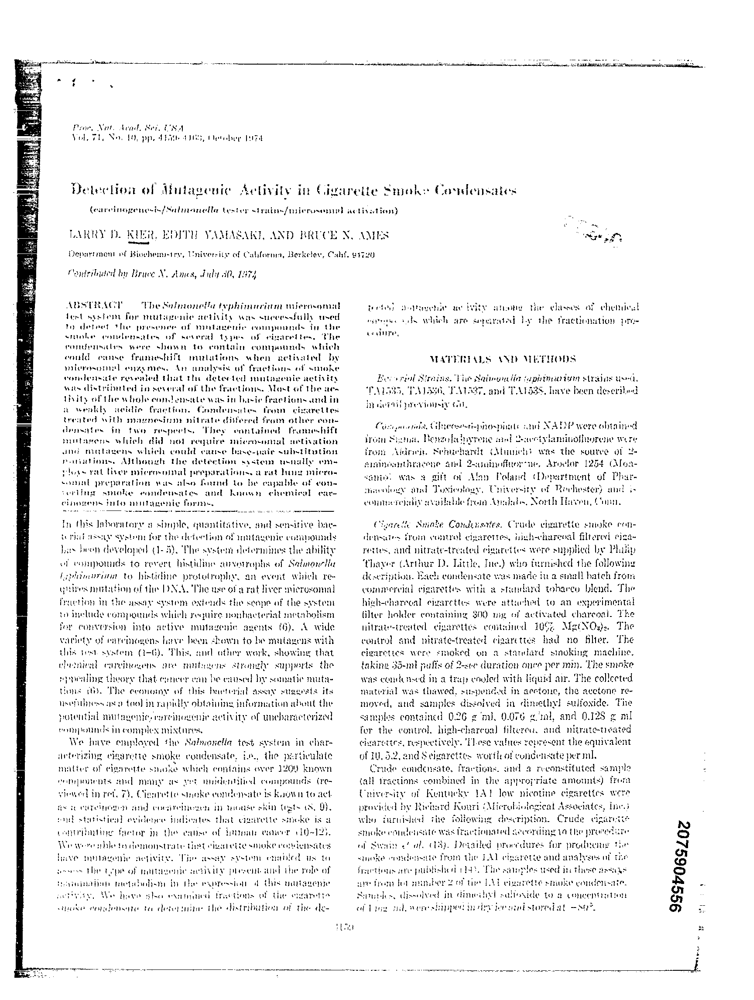 Proc. Nat. Acad. Sci. USA
Vol. 71, No. 10, pp. 4159-4163, October 1974
Detection of Mutagenic Activity in Cigarette Smoke Condensates
(carcinogenesis/Salmonella tester strains/microsomal activation)
LARRY D. KIER, EDITH YAMASAKI, AND BRUCE N. AMES
Department of Biochemistry, University of California, Berkeley, Calif. 94720
Contributed by Bruce N. Ames, July 30, 1974
ABSTRACT The Salmonella typhimurium microsomal
test system for mutagenic activity was successfully used
to detect the presence of mutagenic compounds in the
smoke condensates of several types of cigarettes. The
condensates were shown to contain compounds which
could cause frameshift mutations when activated by
microsomal enzymes. An analysis of fractions of smoke
condensate revealed that the detected mutagenic activity
was distributed in several of the fractions. Most of the ac-
tivity of the whole condensate was in basic fractions and in
a weakly acidic fraction. Condensates from cigarettes
treated with magnesium nitrate differed from other con-
densates in two respects. They contained frameshift
mutagens which did not require microsomal activation
and mutagens which could cause base-pair substitution
mutations. Although the detection system usually em-
ploys rat liver microsomal preparations, a rat lung micro-
somal preparation was also found to be capable of con-
verting smoke condensates and known chemical car-
cinogens into mutagenic forms.
In this laboratory a simple, quantitative, and sensitive bac-
terial assay system for the detection of mutagenic compounds
has been developed (1-5). The system determines the ability
of compounds to revert histidine auxotrophs of Salmonella
typhimurium to histidine prototrophy, an event which re-
quires mutation of the DNA. The use of a rat liver microsomal
fraction in the assay system extends the scope of the system
to include compounds which require nonbacterial metabolism
for conversion into active mutagenic agents (6). A wide
variety of carcinogens have been shown to be mutagens with
this test system (1-6). This, and other work, showing that
chemical carcinogens are mutagens strongly supports the
appealing theory that cancer can be caused by somatic muta-
tions (6). The economy of this bacterial assay suggests its
usefulness as a tool in rapidly obtaining information about the
potential mutagenic/carcinogenic activity of uncharacterized
compounds in complex mixtures.
We have employed the Salmonella test system in char-
acterizing cigarette smoke condensate, i.e., the particulate
matter of cigarette smoke which contains over 1200 known
components and many as yet unidentified compounds (re-
viewed in ref. 7). Cigarette smoke condensate is known to act
as a carcinogen and cocarcinogen in mouse skin tests (8, 9),
and statistical evidence indicates that cigarette smoke is a
contributing factor in the cause of human cancer (10-12).
We were able to demonstrate that cigarette smoke condensates
have mutagenic activity. The assay system enabled us to
assess the type of mutagenic activity present and the role of
mammalian metabolism in the expression of this mutagenic
activity. We have also examined fractions of the cigarette
smoke condensate to determine the distribution of the de-
tected mutagenic activity among the classes of chemical
compounds which are separated by the fractionation pro-
cedure.
MATERIALS AND METHODS
Bacterial Strains. The Salmonella typhimurium strains used,
TA1535, TA1536, TA1537, and TA1538, have been described
in detail previously
Compounds. Glucose-6-phosphate and NADP were obtained
from Sigma. Benzo[a]pyrene and 2-acetylaminofluorene were
from Aldrich. Schuchardt (Munich) was the source of 2-
aminoanthracene and 2-aminofluorene. Aroclor 1254 (Mon-
santo) was a gift of Alan Poland (Department of Phar-
macology and Toxicology, University of Rochester) and is
commercially available from Analabs, North Haven, Conn.
Cigarette Smoke Condensates. Crude cigarette smoke con-
densates from control cigarettes, high-charcoal filtered ciga-
rettes, and nitrate-treated cigarettes were supplied by Philip
Thayer (Arthur D. Little, Inc.) who furnished the following
description. Each condensate was made in a small batch from
commercial cigarettes with a standard tobacco blend. The
high-charcoal cigarettes were attached to an experimental
filter holder containing 300 mg of activated charcoal. The
nitrate-treated cigarettes contained 10% Mg(NO3)2. The
control and nitrate-treated cigarettes had no filter. The
cigarettes were smoked on a standard smoking machine,
taking 35-ml puffs of 2-sec duration once per min. The smoke
was condensed in a trap cooled with liquid air. The collected
material was thawed, suspended in acetone, the acetone re-
moved, and samples dissolved in dimethyl sulfoxide. The
samples contained 0.26 g/ml, 0.076 g/ml, and 0.128 g/ml
for the control, high-charcoal filtered, and nitrate-treated
cigarettes, respectively. These values represent the equivalent
of 10, 5.2, and 8 cigarettes worth of condensate per ml.
Crude condensate, fractions, and a reconstituted sample
(all fractions combined in the appropriate amounts) from
University of Kentucky 1A1 low nicotine cigarettes were
provided by Richard Kouri (Microbiological Associates, Inc.)
who furnished the following description. Crude cigarette
smoke condensate was fractionated according to the procedure
of Swain et al. (13). Detailed procedures for producing the
smoke condensate from the 1A1 cigarette and analyses of the
fractions are published (14). The samples used in these assays
are from lot number 2 of the 1A1 cigarette smoke condensate.
Samples, dissolved in dimethyl sulfoxide to a concentration
of 1 mg/ml, were shipped in dry ice and stored at -80°.
4159
2075904556